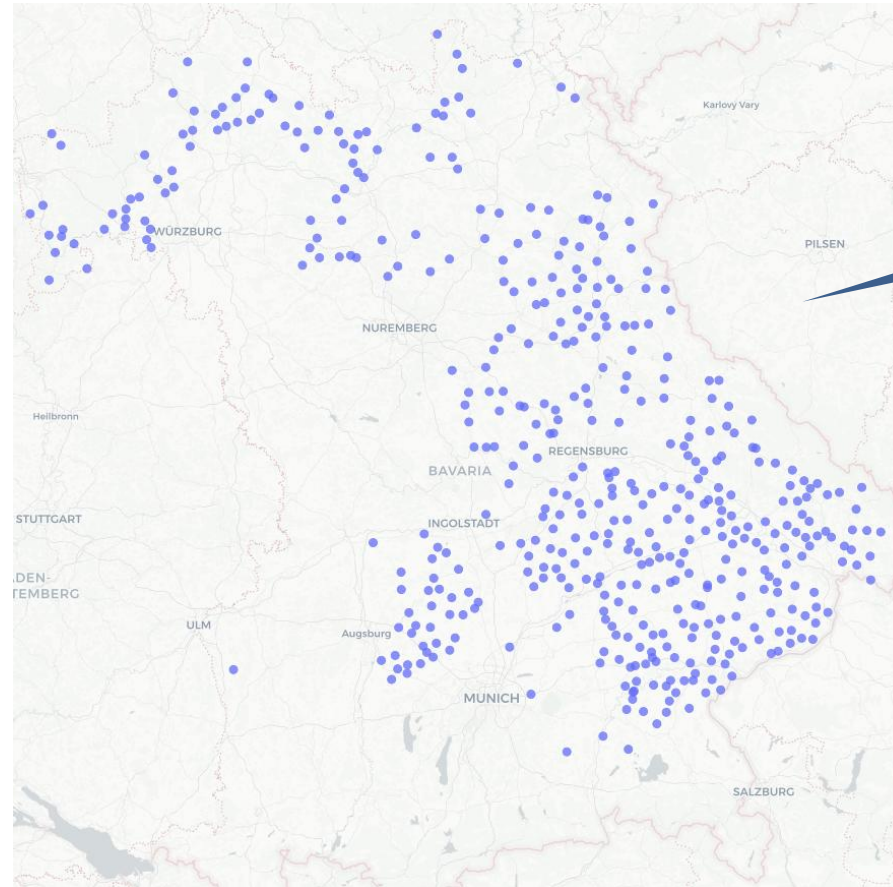 Karlovy Vary
WÜRZBURG
PILSEN
NUREMBERG
Heilbronn
REGENSBURG
BAVARIA
STUTTGART
INGOLSTADT
ADEN-
TEMBERG
ULM
Augsburg
MUNICH
SALZBURG